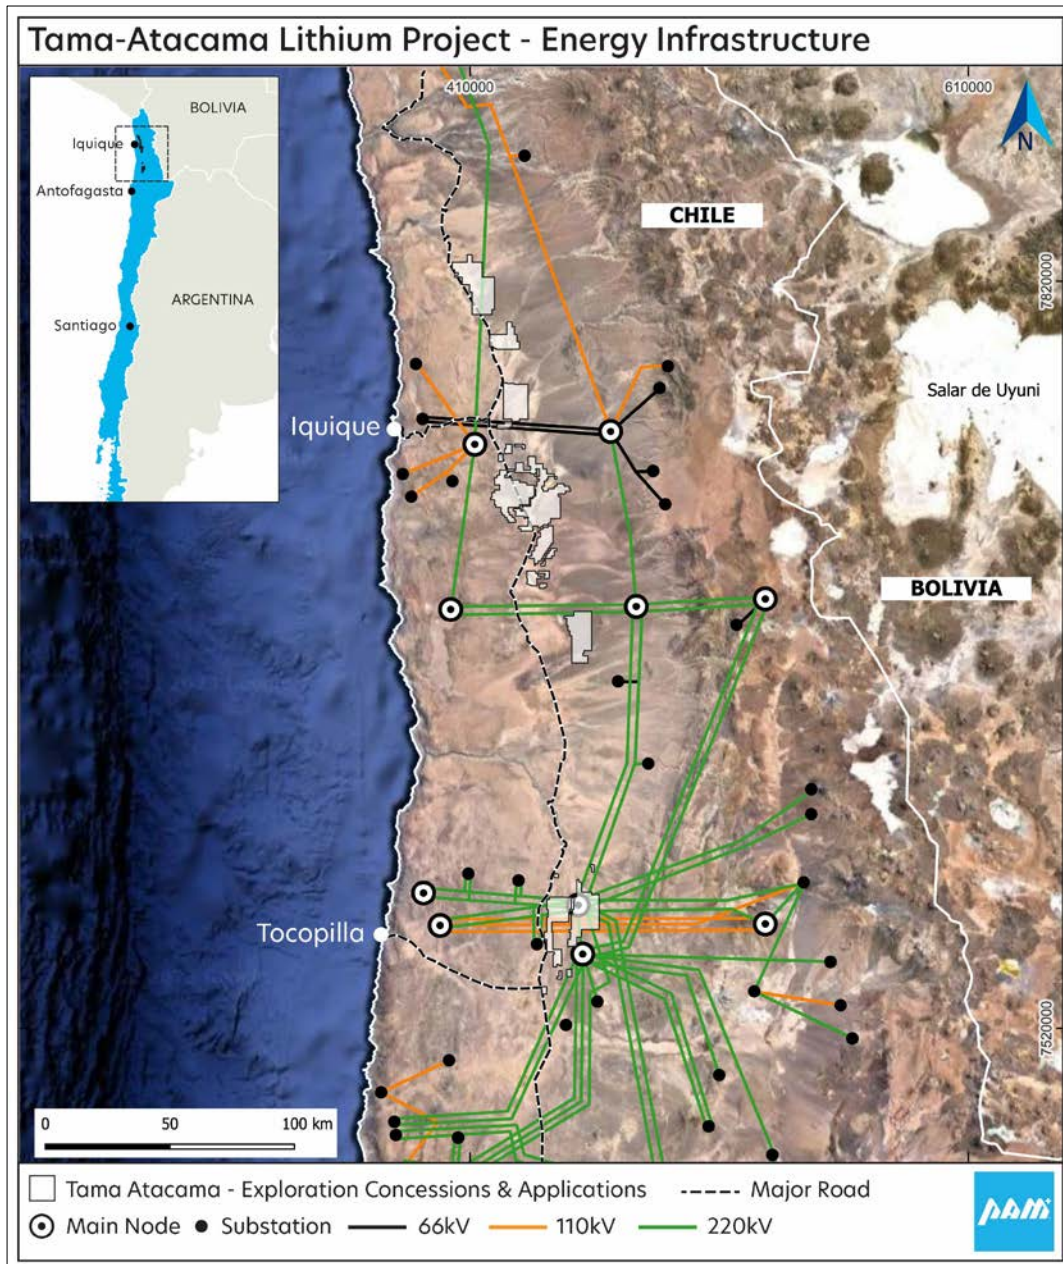 Tama-Atacama Lithium Project - Energy Infrastructure
410000
610000
BOLIVIA
Iquique
Antofagasta
ARGENTINA
Santiago
N
CHILE
7820000
Salar de Uyuni
Iquique
BOLIVIA
Tocopilla
7520000
0 50 100 km
Tama Atacama - Exploration Concessions & Applications Major Road
Main Node Substation 66kV 110kV 220kV
PAM